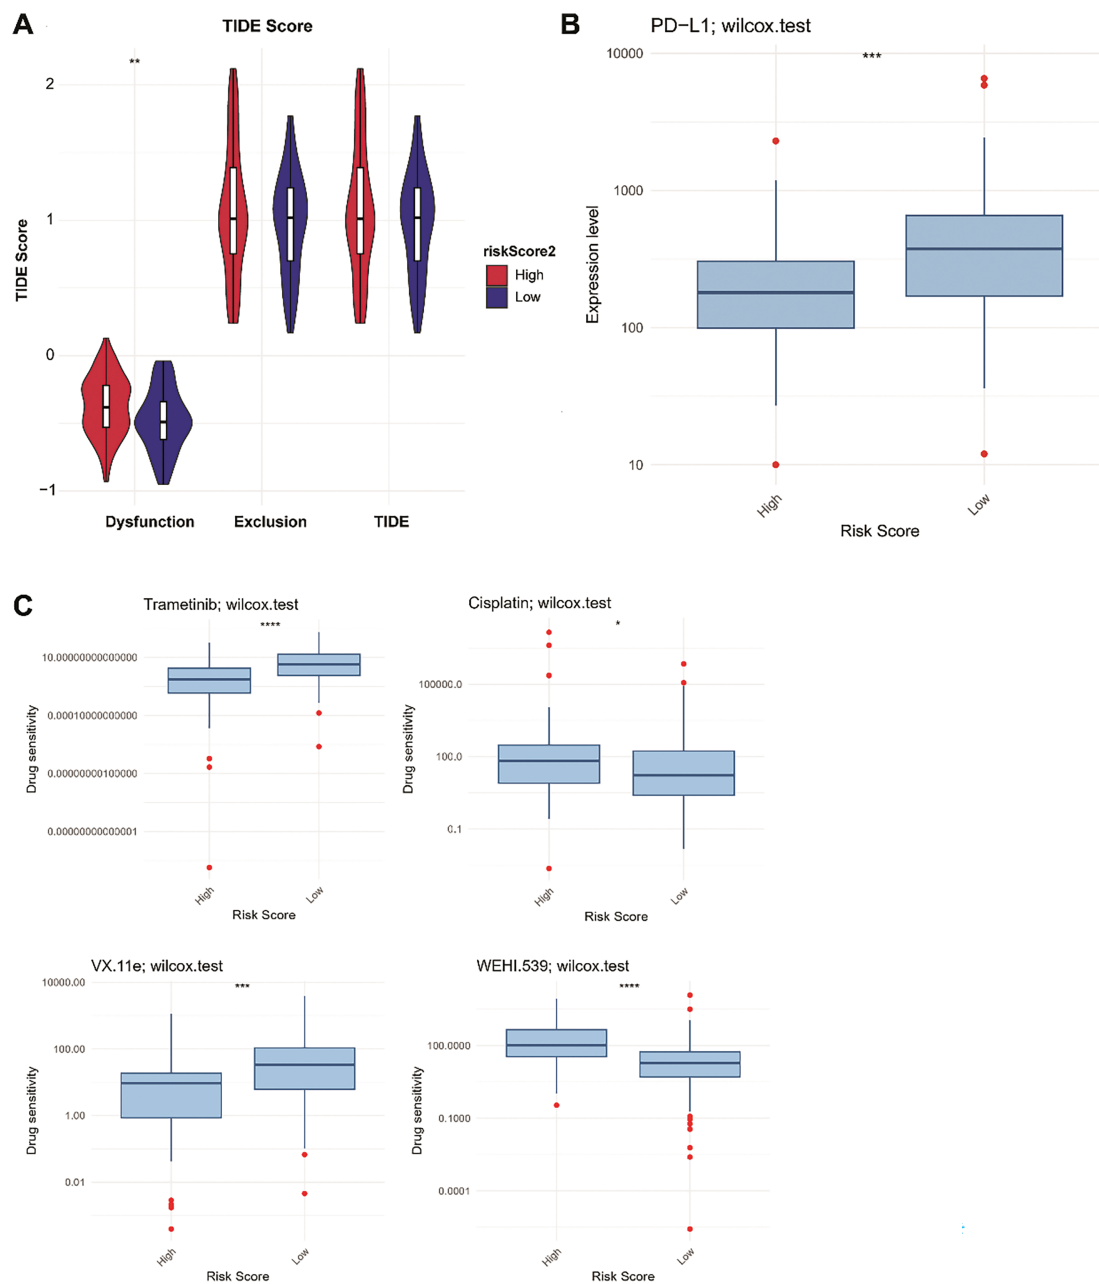 A
TIDE Score
**
TIDE Score
2
1
0
−1
Dysfunction
Exclusion
TIDE
riskScore2
High
Low
B
PD−L1; wilcox.test
***
Expression level
10000
1000
100
10
High
Low
Risk Score
C
Trametinib; wilcox.test
****
Drug sensitivity
10.00000000000000
0.00010000000000
0.00000000100000
0.00000000000001
High
Low
Risk Score
Cisplatin; wilcox.test
*
Drug sensitivity
100000.0
100.0
0.1
High
Low
Risk Score
VX.11e; wilcox.test
***
Drug sensitivity
10000.00
100.00
1.00
0.01
High
Low
Risk Score
WEHI.539; wilcox.test
****
Drug sensitivity
100.0000
0.1000
0.0001
High
Low
Risk Score